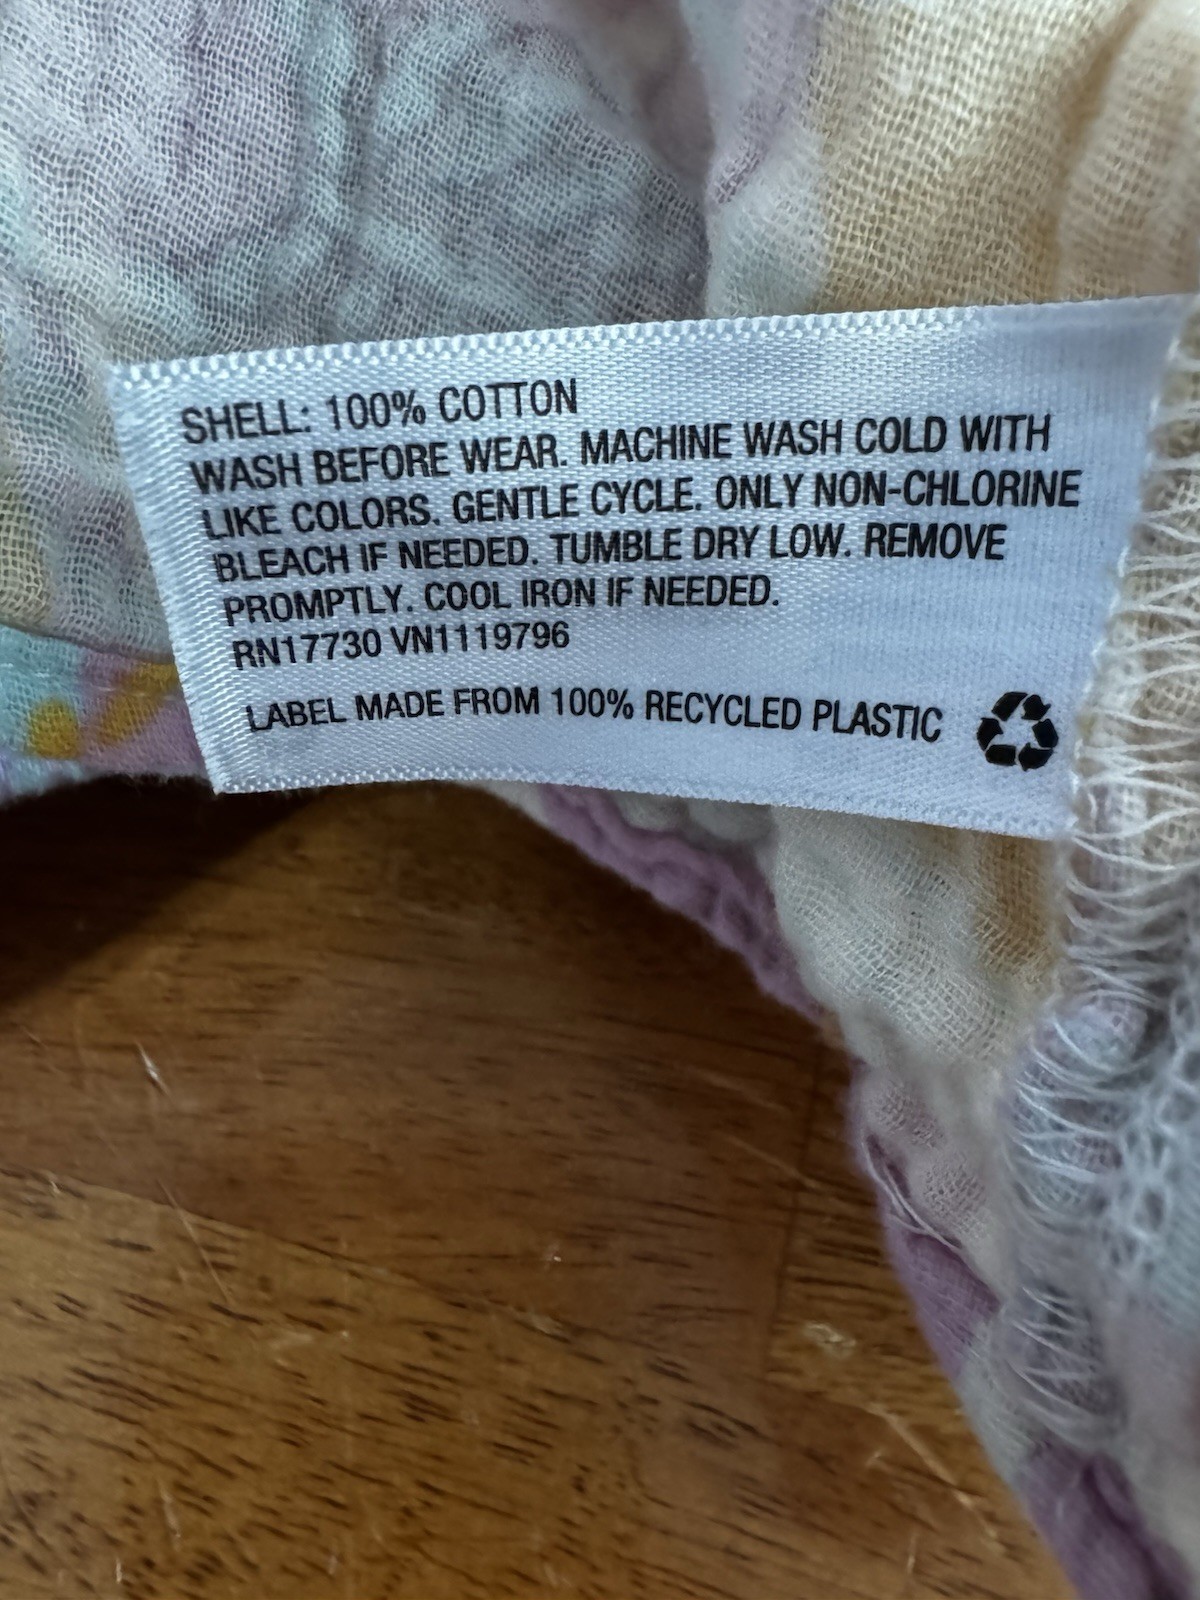 SHELL: 100% COTTON
WASH BEFORE WEAR. MACHINE WASH COLD WITH
LIKE COLORS. GENTLE CYCLE. ONLY NON-CHLORINE
BLEACH IF NEEDED. TUMBLE DRY LOW. REMOVE
PROMPTLY. COOL IRON IF NEEDED.
RN17730 VN1119796
LABEL MADE FROM 100% RECYCLED PLASTIC